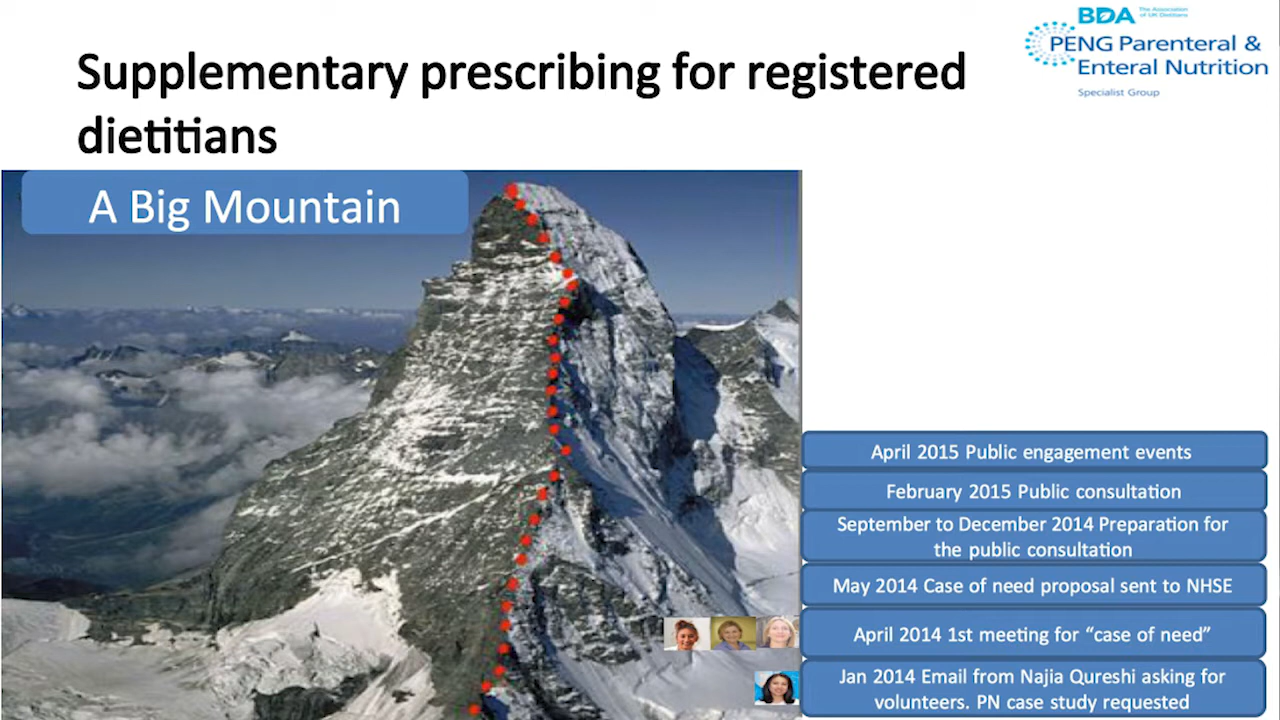 BDA The Association of UK Dietitians
PENG Parenteral &
Enteral Nutrition
Specialist Group
Supplementary prescribing for registered
dietitians
A Big Mountain
April 2015 Public engagement events
February 2015 Public consultation
September to December 2014 Preparation for
the public consultation
May 2014 Case of need proposal sent to NHSE
April 2014 1st meeting for “case of need”
Jan 2014 Email from Najia Qureshi asking for
volunteers. PN case study requested